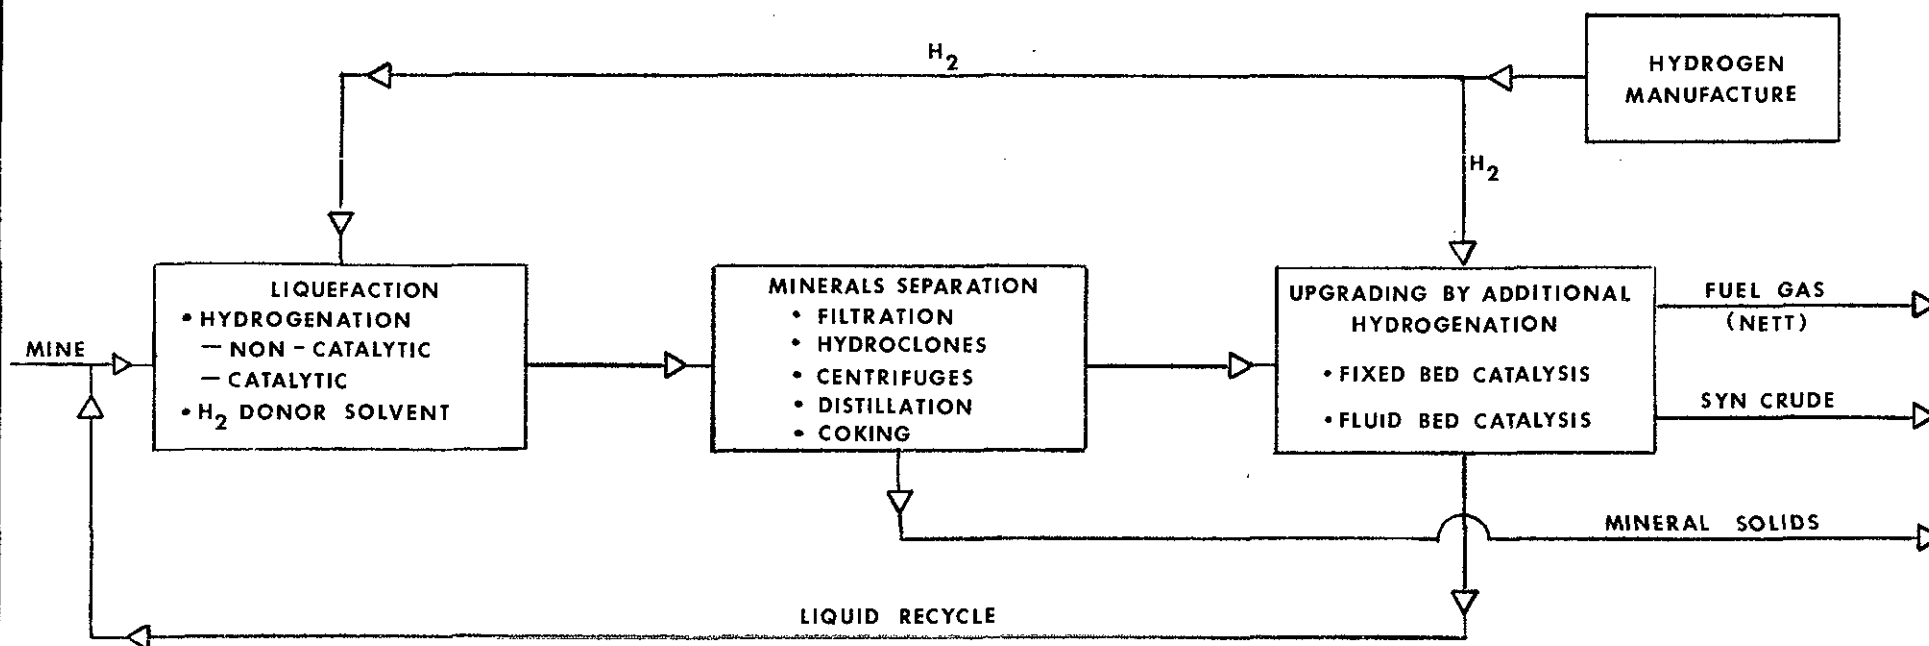 H2
HYDROGEN
MANUFACTURE
H2
LIQUEFACTION
• HYDROGENATION
— NON-CATALYTIC
— CATALYTIC
• H2 DONOR SOLVENT
MINERALS SEPARATION
• FILTRATION
• HYDROCLONES
• CENTRIFUGES
• DISTILLATION
• COKING
UPGRADING BY ADDITIONAL
HYDROGENATION
• FIXED BED CATALYSIS
• FLUID BED CATALYSIS
FUEL GAS
(NETT)
MINE
SYN CRUDE
MINERAL SOLIDS
LIQUID RECYCLE